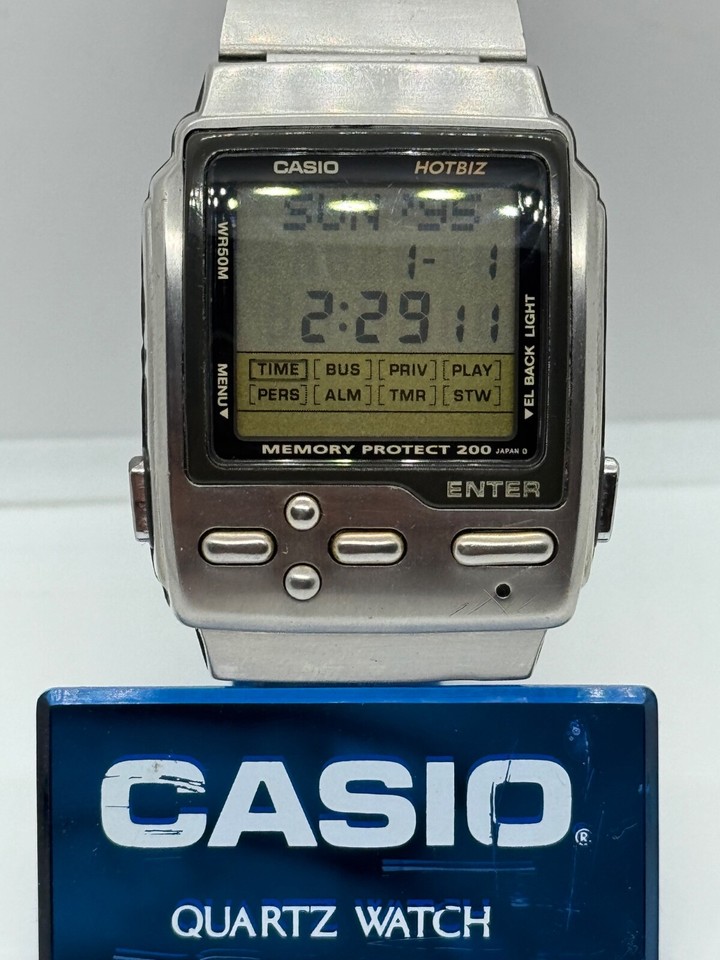 CASIO HOTBIZ
SUN '95
1- 1
2:29 11
WR50M
MENU▼
▼EL BACK LIGHT
[TIME] [BUS] [PRIV] [PLAY]
[PERS] [ALM] [TMR] [STW]
MEMORY PROTECT 200 JAPAN 0
ENTER
CASIO®
QUARTZ WATCH